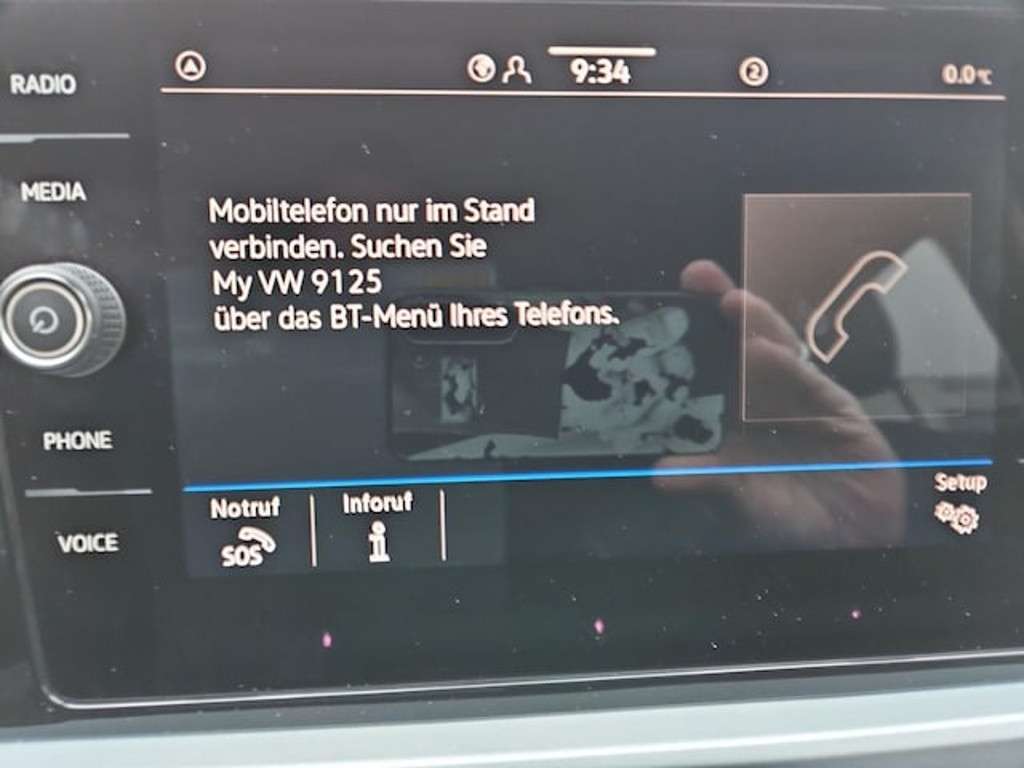 RADIO
9:34
2
0.0°C
MEDIA
Mobiltelefon nur im Stand
verbinden. Suchen Sie
My VW 9125
über das BT-Menü Ihres Telefons.
PHONE
VOICE
Notruf
SOS
Inforuf
Setup